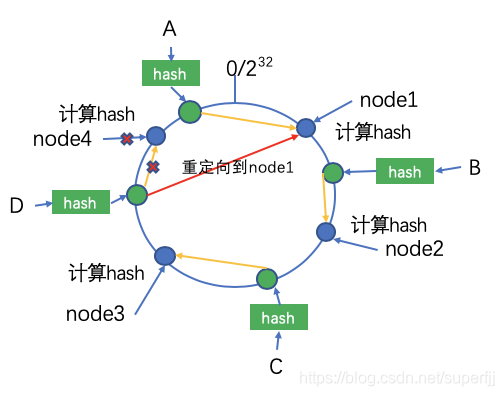 A
hash
0/2³²
计算hash
node1
node4
计算hash
重定向到node1
hash
B
D
hash
计算hash
node2
计算hash
node3
hash
C
https://blog.csdn.net/superfjj